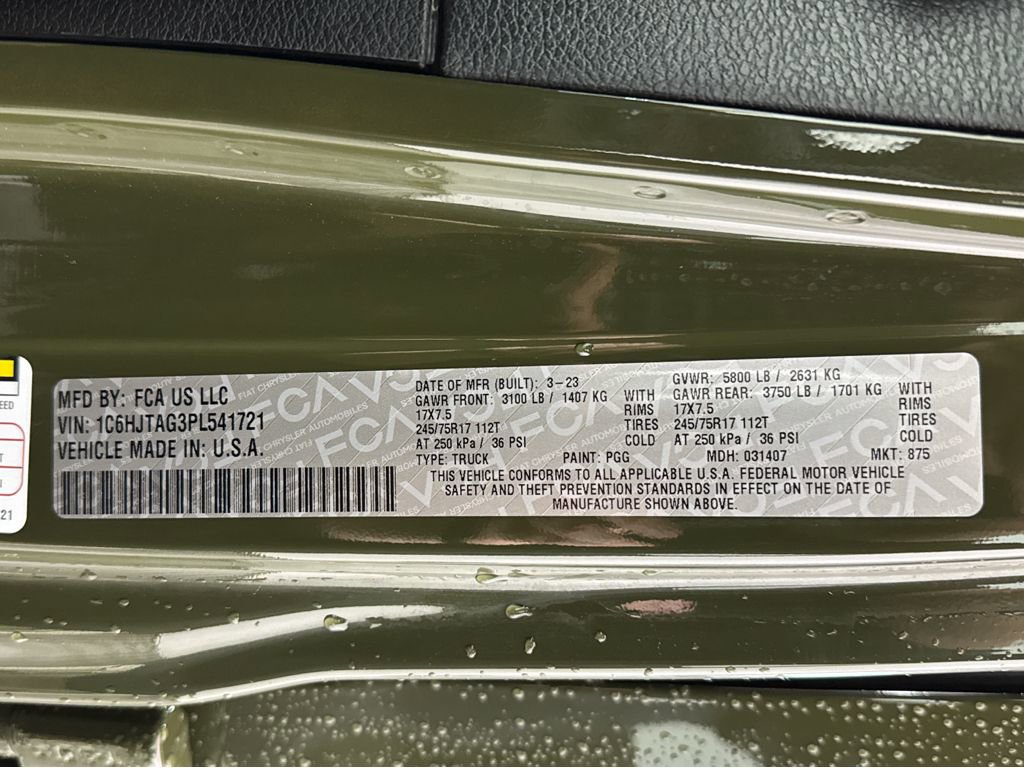 MFD BY: FCA US LLC
VIN: 1C6HJTAG3PL541721
VEHICLE MADE IN: U.S.A.
DATE OF MFR (BUILT): 3-23
GAWR FRONT: 3100 LB / 1407 KG WITH
17X7.5 RIMS
245/75R17 112T TIRES
AT 250 kPa / 36 PSI COLD
GVWR: 5800 LB / 2631 KG
GAWR REAR: 3750 LB / 1701 KG WITH
17X7.5 RIMS
245/75R17 112T TIRES
AT 250 kPa / 36 PSI COLD
TYPE: TRUCK PAINT: PGG MDH: 031407 MKT: 875
THIS VEHICLE CONFORMS TO ALL APPLICABLE U.S.A. FEDERAL MOTOR VEHICLE
SAFETY AND THEFT PREVENTION STANDARDS IN EFFECT ON THE DATE OF
MANUFACTURE SHOWN ABOVE.